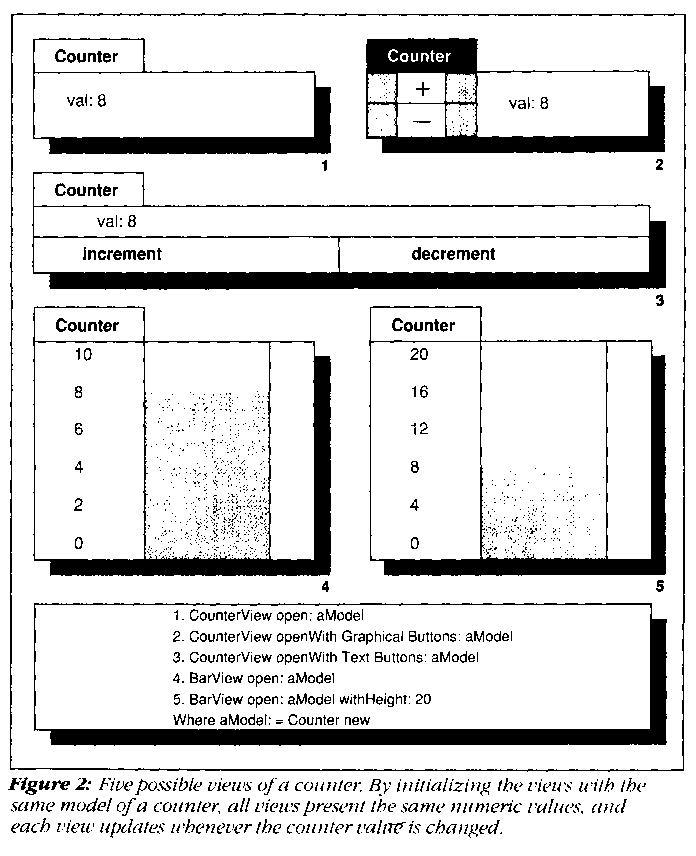 Counter
val: 8
1
Counter
+
−
val: 8
2
Counter
val: 8
increment
decrement
3
Counter
10
8
6
4
2
0
4
Counter
20
16
12
8
4
0
5
1. CounterView open: aModel
2. CounterView openWith Graphical Buttons: aModel
3. CounterView openWith Text Buttons: aModel
4. BarView open: aModel
5. BarView open: aModel withHeight: 20
Where aModel: = Counter new
Figure 2: Five possible views of a counter. By initializing the views with the
same model of a counter, all views present the same numeric values, and
each view updates whenever the counter value is changed.